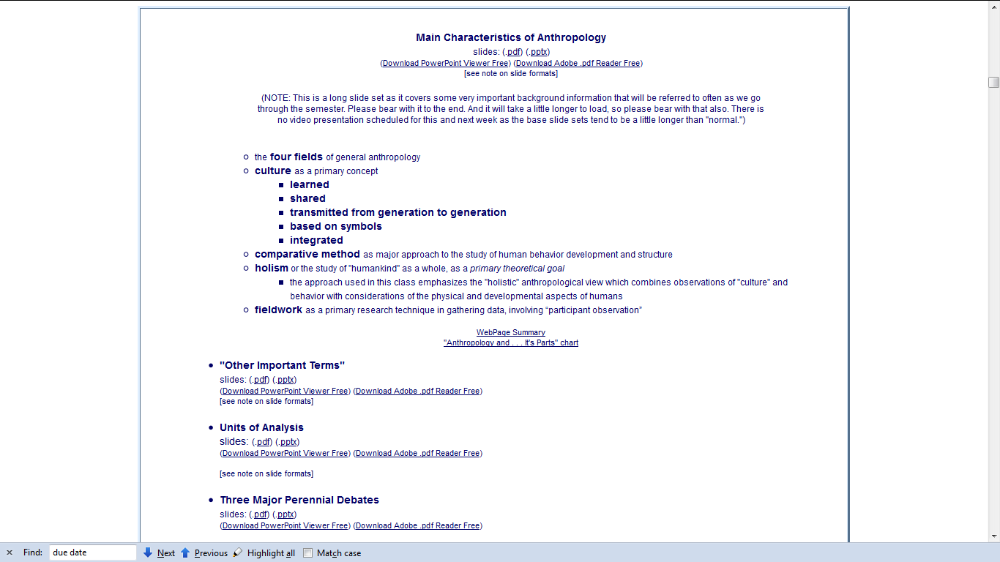 Main Characteristics of Anthropology
slides: (.pdf) (.pptx)
(Download PowerPoint Viewer Free) (Download Adobe .pdf Reader Free)
[see note on slide formats]
(NOTE: This is a long slide set as it covers some very important background information that will be referred to often as we go
through the semester. Please bear with it to the end. And it will take a little longer to load, so please bear with that also. There is
no video presentation scheduled for this and next week as the base slide sets tend to be a little longer than "normal.")
the four fields of general anthropology
culture as a primary concept
learned
shared
transmitted from generation to generation
based on symbols
integrated
comparative method as major approach to the study of human behavior development and structure
holism or the study of "humankind" as a whole, as a primary theoretical goal
the approach used in this class emphasizes the "holistic" anthropological view which combines observations of "culture" and
behavior with considerations of the physical and developmental aspects of humans
fieldwork as a primary research technique in gathering data, involving “participant observation”
WebPage Summary
"Anthropology and . . . It's Parts" chart
"Other Important Terms"
slides: (.pdf) (.pptx)
(Download PowerPoint Viewer Free) (Download Adobe .pdf Reader Free)
[see note on slide formats]
Units of Analysis
slides: (.pdf) (.pptx)
(Download PowerPoint Viewer Free) (Download Adobe .pdf Reader Free)
[see note on slide formats]
Three Major Perennial Debates
slides: (.pdf) (.pptx)
(Download PowerPoint Viewer Free) (Download Adobe .pdf Reader Free)
Find: due date Next Previous Highlight all Match case